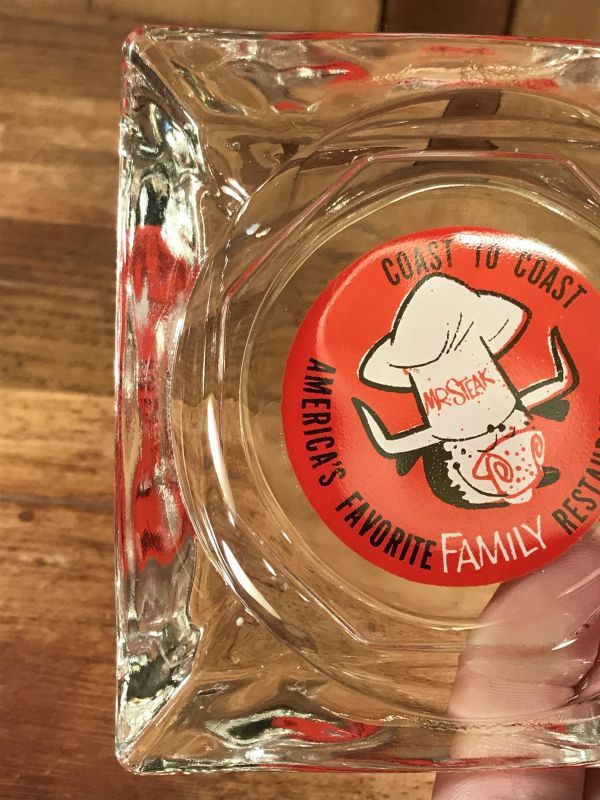 COAST TO COAST
MR. STEAK
AMERICA'S FAVORITE FAMILY